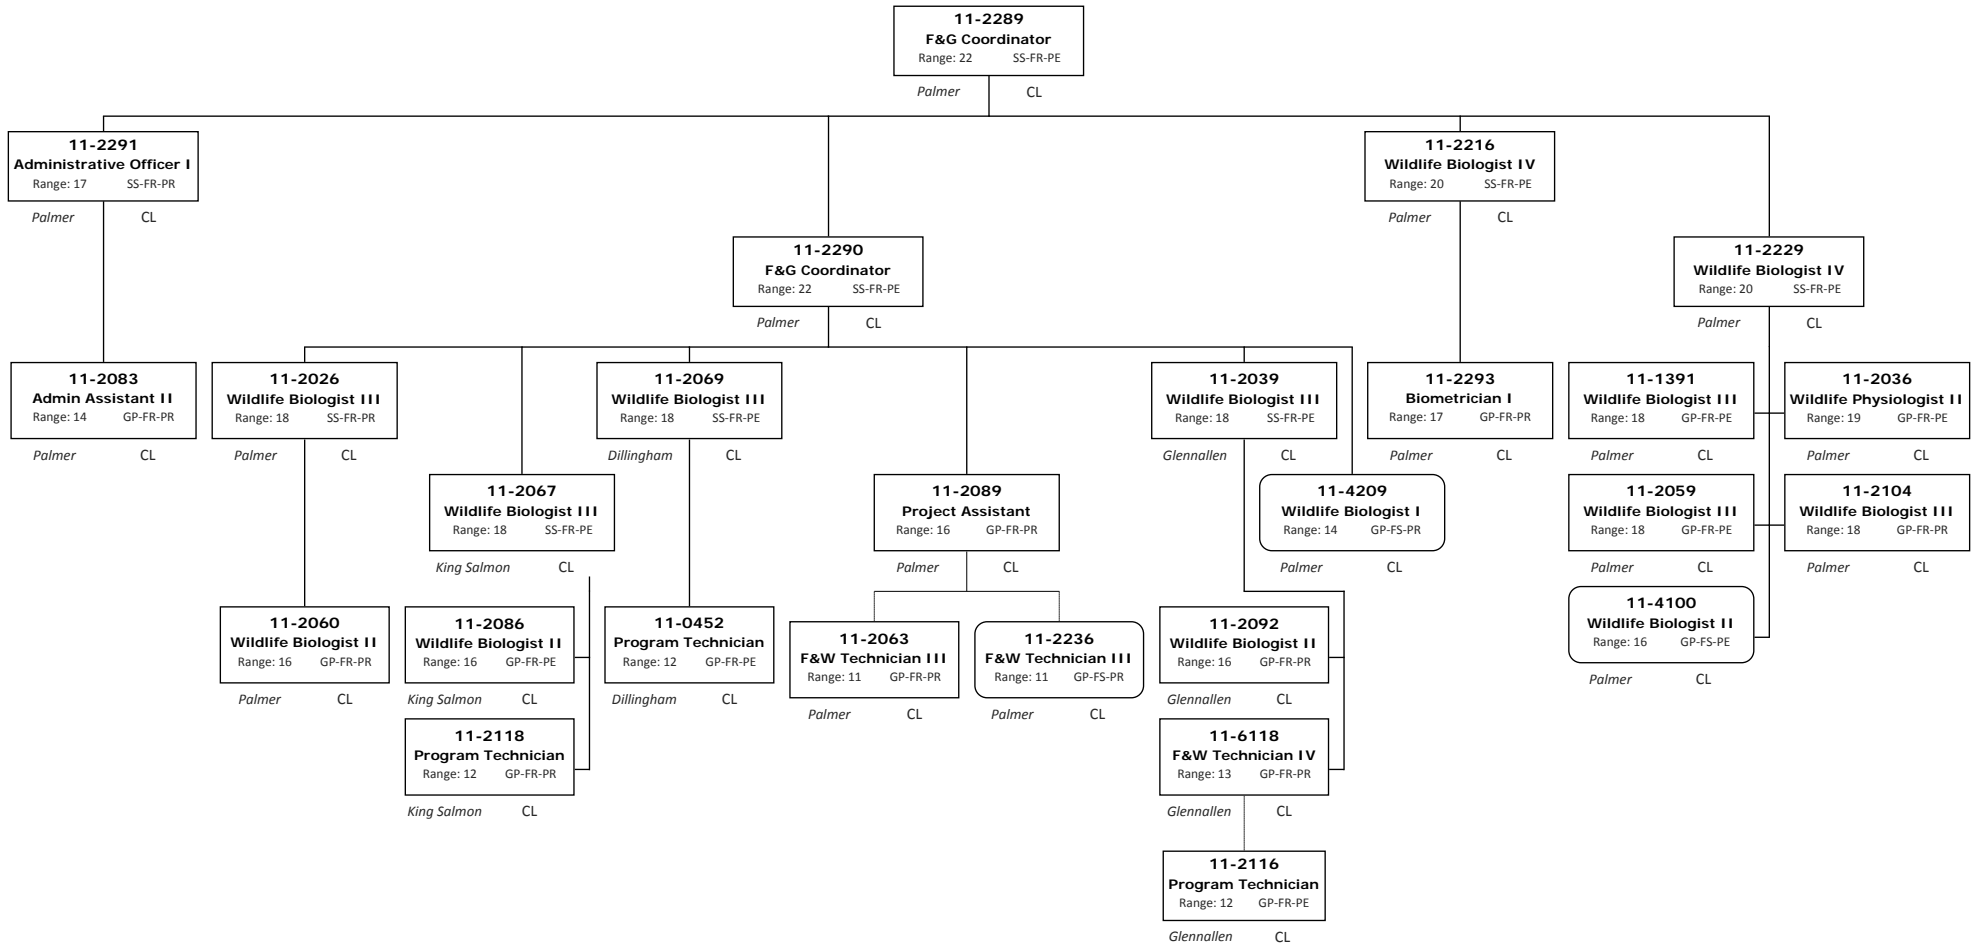 11-2289
F&G Coordinator
Range: 22 SS-FR-PE
Palmer CL
11-2291
Administrative Officer I
Range: 17 SS-FR-PR
Palmer CL
11-2216
Wildlife Biologist IV
Range: 20 SS-FR-PE
Palmer CL
11-2290
F&G Coordinator
Range: 22 SS-FR-PE
Palmer CL
11-2229
Wildlife Biologist IV
Range: 20 SS-FR-PE
Palmer CL
11-2083
Admin Assistant II
Range: 14 GP-FR-PR
Palmer CL
11-2026
Wildlife Biologist III
Range: 18 SS-FR-PR
Palmer CL
11-2069
Wildlife Biologist III
Range: 18 SS-FR-PE
Dillingham CL
11-2039
Wildlife Biologist III
Range: 18 SS-FR-PE
Glennallen CL
11-2293
Biometrician I
Range: 17 GP-FR-PR
Palmer CL
11-1391
Wildlife Biologist III
Range: 18 GP-FR-PE
Palmer CL
11-2036
Wildlife Physiologist II
Range: 19 GP-FR-PE
Palmer CL
11-2067
Wildlife Biologist III
Range: 18 SS-FR-PE
King Salmon CL
11-2089
Project Assistant
Range: 16 GP-FR-PR
Palmer CL
11-4209
Wildlife Biologist I
Range: 14 GP-FS-PR
Palmer CL
11-2059
Wildlife Biologist III
Range: 18 GP-FR-PE
Palmer CL
11-2104
Wildlife Biologist III
Range: 18 GP-FR-PR
Palmer CL
11-2060
Wildlife Biologist II
Range: 16 GP-FR-PR
Palmer CL
11-2086
Wildlife Biologist II
Range: 16 GP-FR-PE
King Salmon CL
11-0452
Program Technician
Range: 12 GP-FR-PE
Dillingham CL
11-2063
F&W Technician III
Range: 11 GP-FR-PR
Palmer CL
11-2236
F&W Technician III
Range: 11 GP-FS-PR
Palmer CL
11-2092
Wildlife Biologist II
Range: 16 GP-FR-PR
Glennallen CL
11-4100
Wildlife Biologist II
Range: 16 GP-FS-PE
Palmer CL
11-2118
Program Technician
Range: 12 GP-FR-PR
King Salmon CL
11-6118
F&W Technician IV
Range: 13 GP-FR-PR
Glennallen CL
11-2116
Program Technician
Range: 12 GP-FR-PE
Glennallen CL